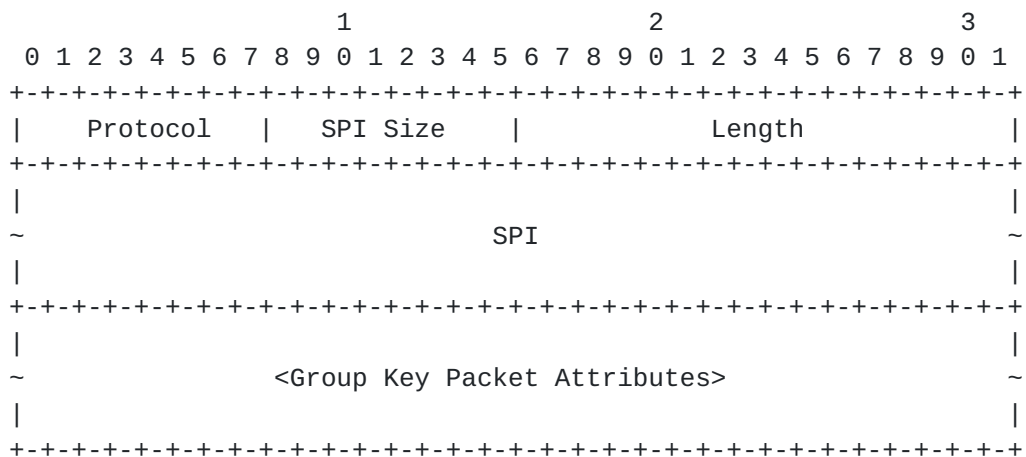 1                   2                   3
 0 1 2 3 4 5 6 7 8 9 0 1 2 3 4 5 6 7 8 9 0 1 2 3 4 5 6 7 8 9 0 1
+-+-+-+-+-+-+-+-+-+-+-+-+-+-+-+-+-+-+-+-+-+-+-+-+-+-+-+-+-+-+-+-+
|    Protocol   |   SPI Size    |            Length             |
+-+-+-+-+-+-+-+-+-+-+-+-+-+-+-+-+-+-+-+-+-+-+-+-+-+-+-+-+-+-+-+-+
|                                                               |
~                              SPI                              ~
|                                                               |
+-+-+-+-+-+-+-+-+-+-+-+-+-+-+-+-+-+-+-+-+-+-+-+-+-+-+-+-+-+-+-+-+
|                                                               |
~                <Group Key Packet Attributes>                  ~
|                                                               |
+-+-+-+-+-+-+-+-+-+-+-+-+-+-+-+-+-+-+-+-+-+-+-+-+-+-+-+-+-+-+-+-+